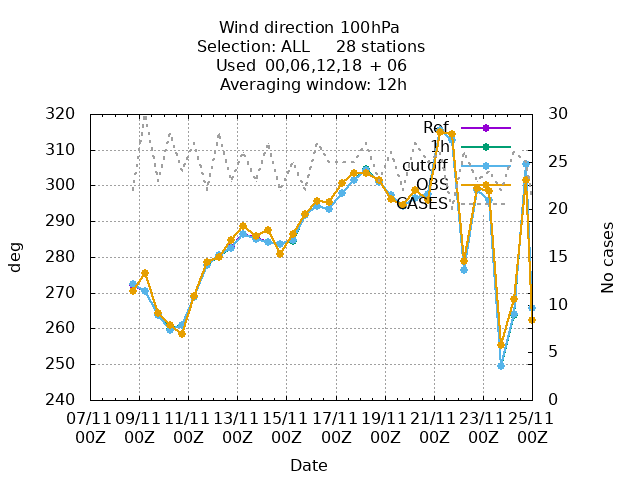 Wind direction 100hPa
Selection: ALL 28 stations
Used 00,06,12,18 + 06
Averaging window: 12h
320
310
300
290
280
270
260
250
240
30
25
20
15
10
5
0
Ref
1h
cutoff
OBS
CASES
deg
No cases
07/11 09/11 11/11 13/11 15/11 17/11 19/11 21/11 23/11 25/11
00Z 00Z 00Z 00Z 00Z 00Z 00Z 00Z 00Z 00Z
Date